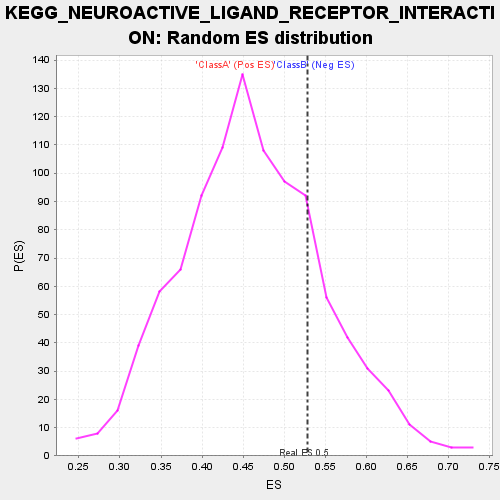 KEGG_NEUROACTIVE_LIGAND_RECEPTOR_INTERACTI
ON: Random ES distribution
'ClassA' (Pos ES)
'ClassB' (Neg ES)
140
130
120
110
100
90
80
70
60
50
40
30
20
10
0
P(ES)
Real ES 0.5
0.25 0.30 0.35 0.40 0.45 0.50 0.55 0.60 0.65 0.70 0.75
ES